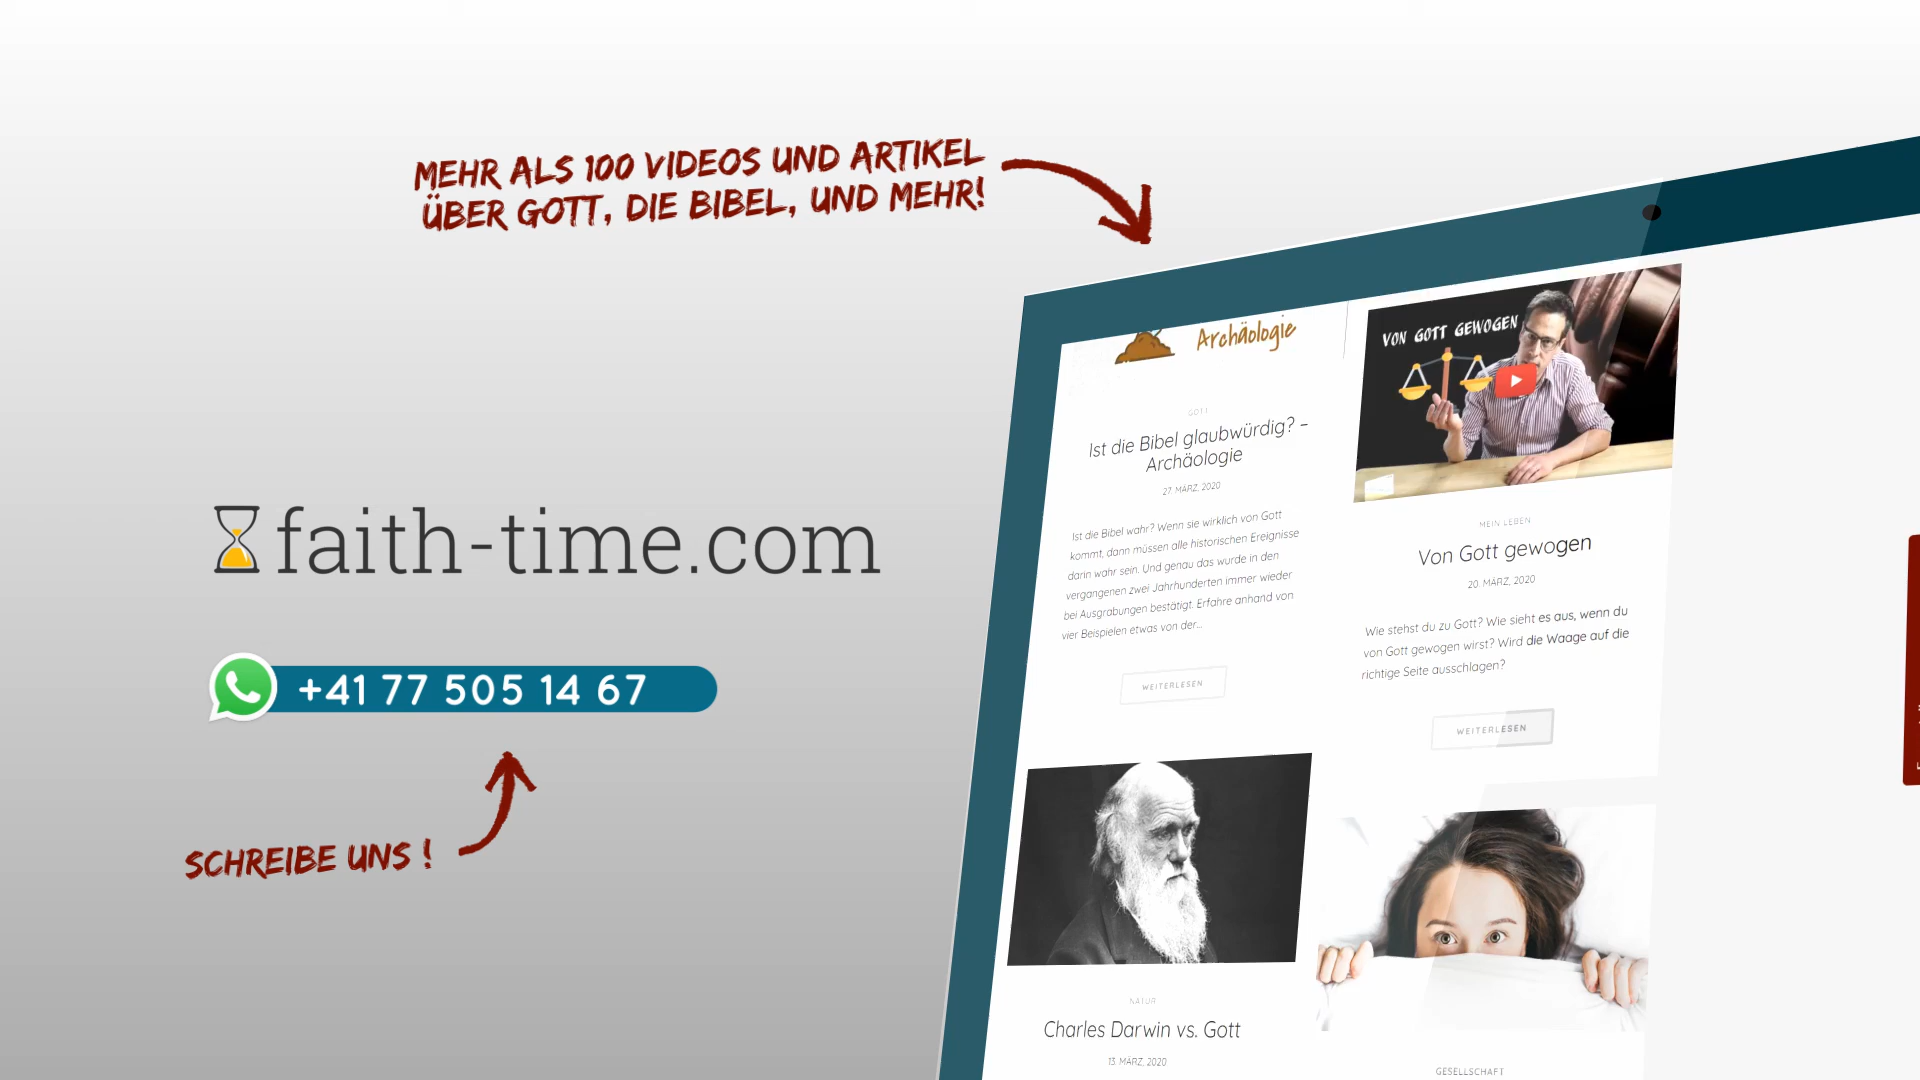 MEHR ALS 100 VIDEOS UND ARTIKEL
ÜBER GOTT, DIE BIBEL, UND MEHR!
faith-time.com
+41 77 505 14 67
SCHREIBE UNS !
Archäologie
GOTT
Ist die Bibel glaubwürdig? –
Archäologie
27. MÄRZ, 2020
Ist die Bibel wahr? Wenn sie wirklich von Gott
kommt, dann müssen alle historischen Ereignisse
darin wahr sein. Und genau das wurde in den
vergangenen zwei Jahrhunderten immer wieder
bei Ausgrabungen bestätigt. Erfahre anhand von
vier Beispielen etwas von der...
WEITERLESEN
NATUR
Charles Darwin vs. Gott
13. MÄRZ, 2020
VON GOTT GEWOGEN
MEIN LEBEN
Von Gott gewogen
20. MÄRZ, 2020
Wie stehst du zu Gott? Wie sieht es aus, wenn du
von Gott gewogen wirst? Wird die Waage auf die
richtige Seite ausschlagen?
WEITERLESEN
GESELLSCHAFT